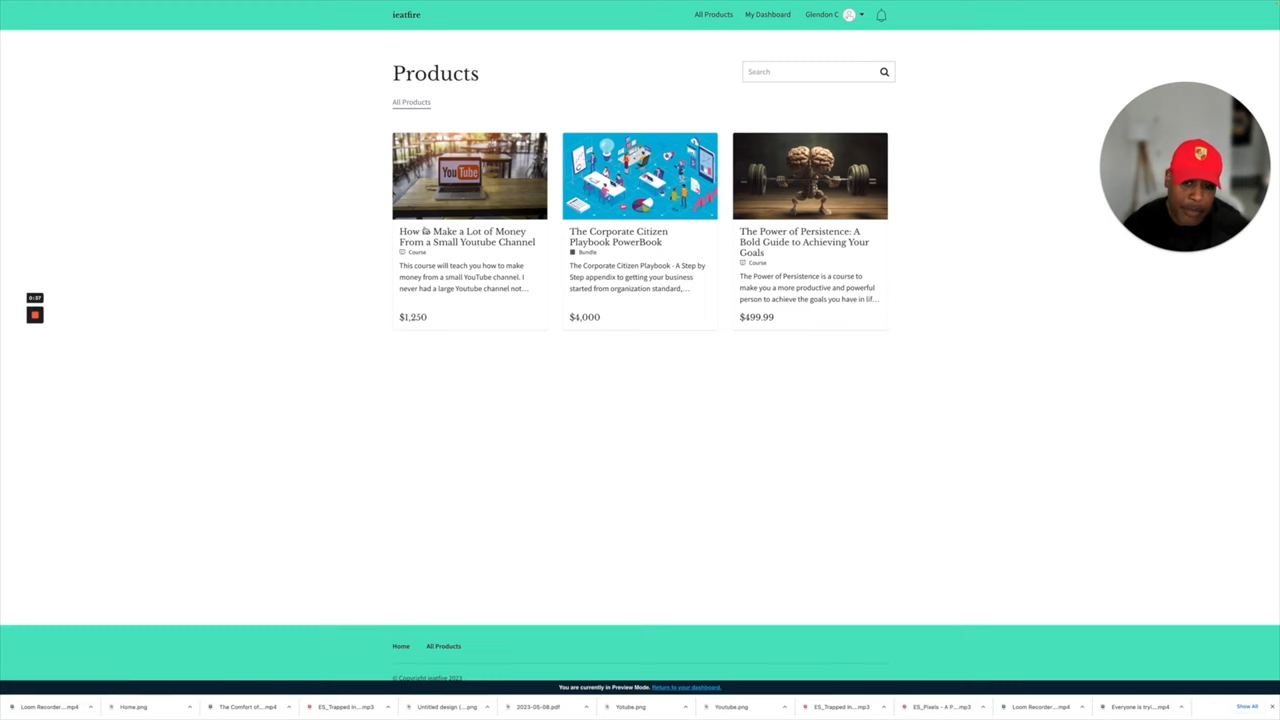 ieatfire
All Products
My Dashboard
Glendon C
Products
Search
All Products
YouTube
How to Make a Lot of Money
From a Small Youtube Channel
Course
This course will teach you how to make
money from a small YouTube channel. I
never had a large Youtube channel not…
$1,250
The Corporate Citizen
Playbook PowerBook
Bundle
The Corporate Citizen Playbook - A Step by
Step appendix to getting your business
started from organization standard,…
$4,000
The Power of Persistence: A
Bold Guide to Achieving Your
Goals
Course
The Power of Persistence is a course to
make you a more productive and powerful
person to achieve the goals you have in lif…
$499.99
0:37
Home
All Products
© Copyright ieatfire 2023
You are currently in Preview Mode. Return to your dashboard.
Loom Recorder....mp4
Home.png
The Comfort of....mp4
ES_Trapped In....mp3
Untitled design (....png
2023-05-08.pdf
Yotube.png
Youtube.png
ES_Trapped In....mp3
ES_Pixels - A P....mp3
Loom Recorder....mp4
Everyone is tryi....mp4
Show All